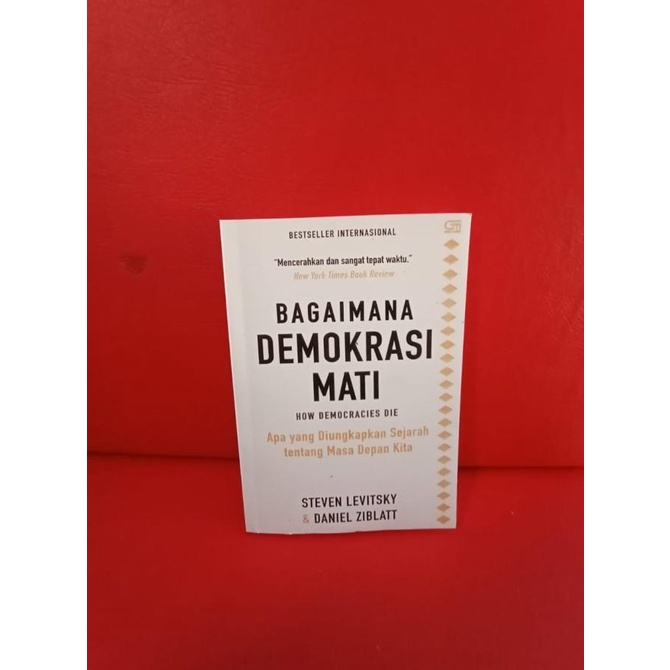 BESTSELLER INTERNASIONAL
"Mencerahkan dan sangat tepat waktu."
New York Times Book Review
BAGAIMANA
DEMOKRASI
MATI
HOW DEMOCRACIES DIE
Apa yang Diungkapkan Sejarah
tentang Masa Depan Kita
STEVEN LEVITSKY
& DANIEL ZIBLATT